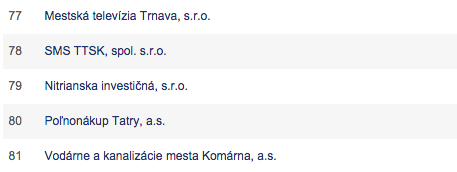 77 Mestská televízia Trnava, s.r.o.
78 SMS TTSK, spol. s.r.o.
79 Nitrianska investičná, s.r.o.
80 Poľnonákup Tatry, a.s.
81 Vodárne a kanalizácie mesta Komárna, a.s.